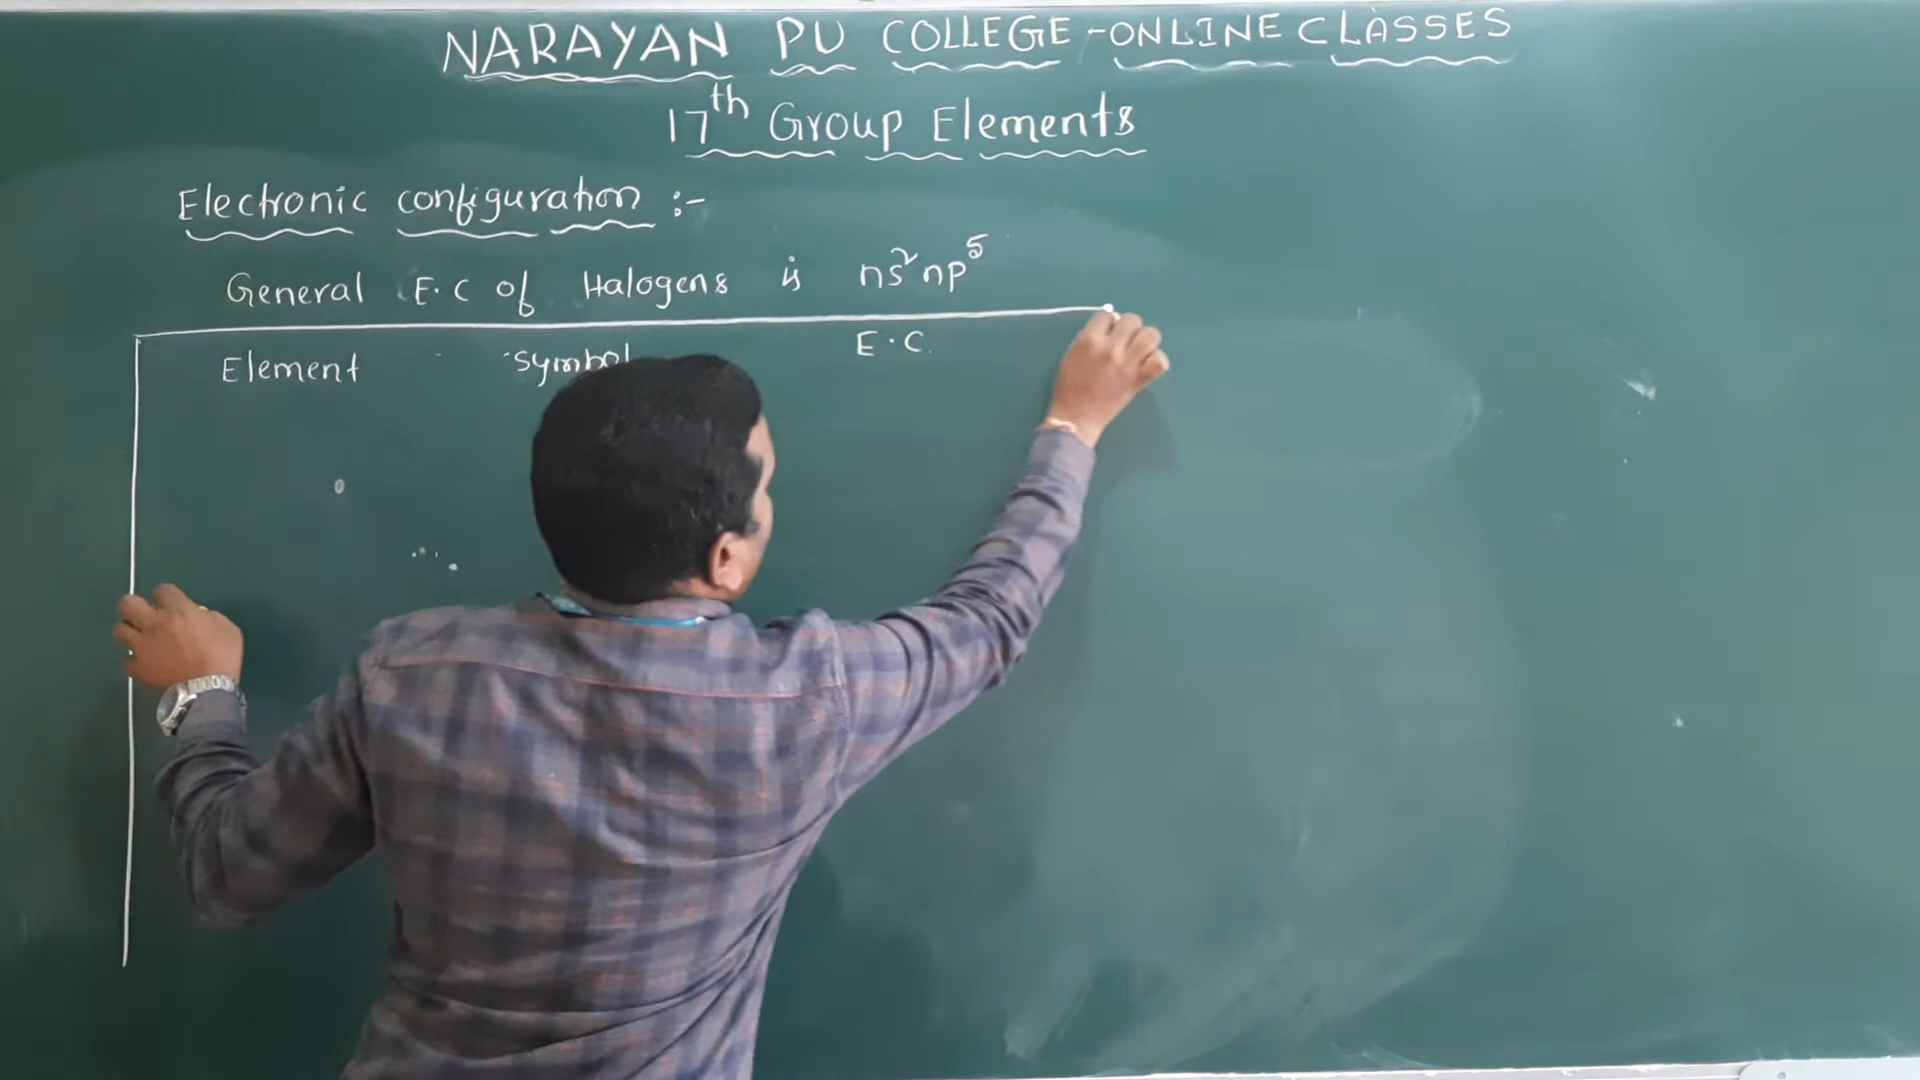 NARAYAN PU COLLEGE - ONLINE CLASSES
17th Group Elements
Electronic configuration :-
General E.C of Halogens is ns²np⁵
Element Symbol E.C.